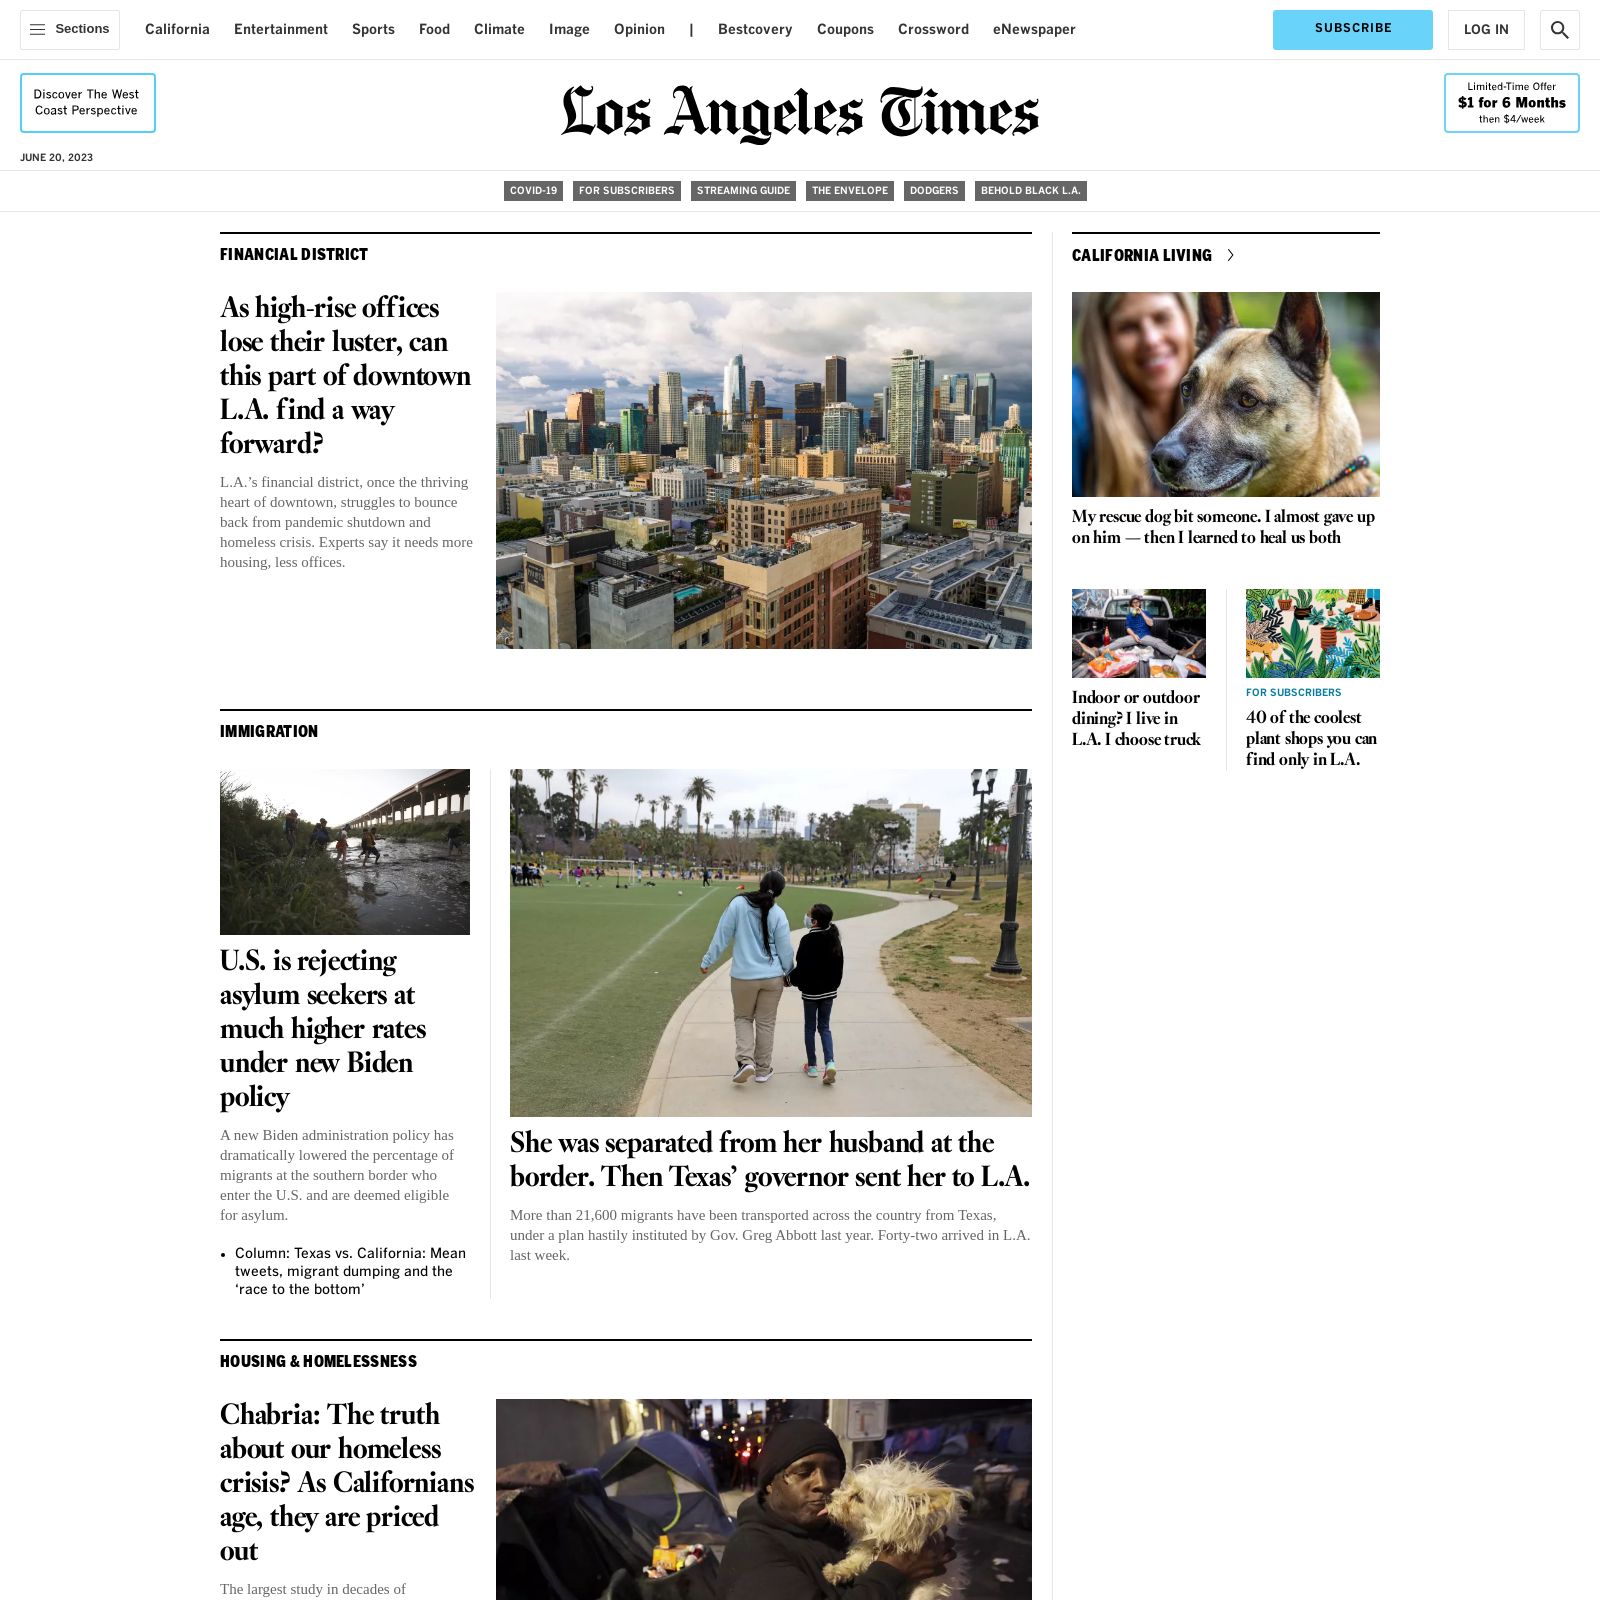 Sections
California
Entertainment
Sports
Food
Climate
Image
Opinion
|
Bestcovery
Coupons
Crossword
eNewspaper
SUBSCRIBE
LOG IN
Discover The West
Coast Perspective
Los Angeles Times
Limited-Time Offer
$1 for 6 Months
then $4/week
JUNE 20, 2023
COVID-19
FOR SUBSCRIBERS
STREAMING GUIDE
THE ENVELOPE
DODGERS
BEHOLD BLACK L.A.
FINANCIAL DISTRICT
As high-rise offices
lose their luster, can
this part of downtown
L.A. find a way
forward?
L.A.’s financial district, once the thriving
heart of downtown, struggles to bounce
back from pandemic shutdown and
homeless crisis. Experts say it needs more
housing, less offices.
IMMIGRATION
U.S. is rejecting
asylum seekers at
much higher rates
under new Biden
policy
A new Biden administration policy has
dramatically lowered the percentage of
migrants at the southern border who
enter the U.S. and are deemed eligible
for asylum.
• Column: Texas vs. California: Mean
tweets, migrant dumping and the
‘race to the bottom’
She was separated from her husband at the
border. Then Texas’ governor sent her to L.A.
More than 21,600 migrants have been transported across the country from Texas,
under a plan hastily instituted by Gov. Greg Abbott last year. Forty-two arrived in L.A.
last week.
HOUSING & HOMELESSNESS
Chabria: The truth
about our homeless
crisis? As Californians
age, they are priced
out
The largest study in decades of
CALIFORNIA LIVING
My rescue dog bit someone. I almost gave up
on him — then I learned to heal us both
Indoor or outdoor
dining? I live in
L.A. I choose truck
FOR SUBSCRIBERS
40 of the coolest
plant shops you can
find only in L.A.